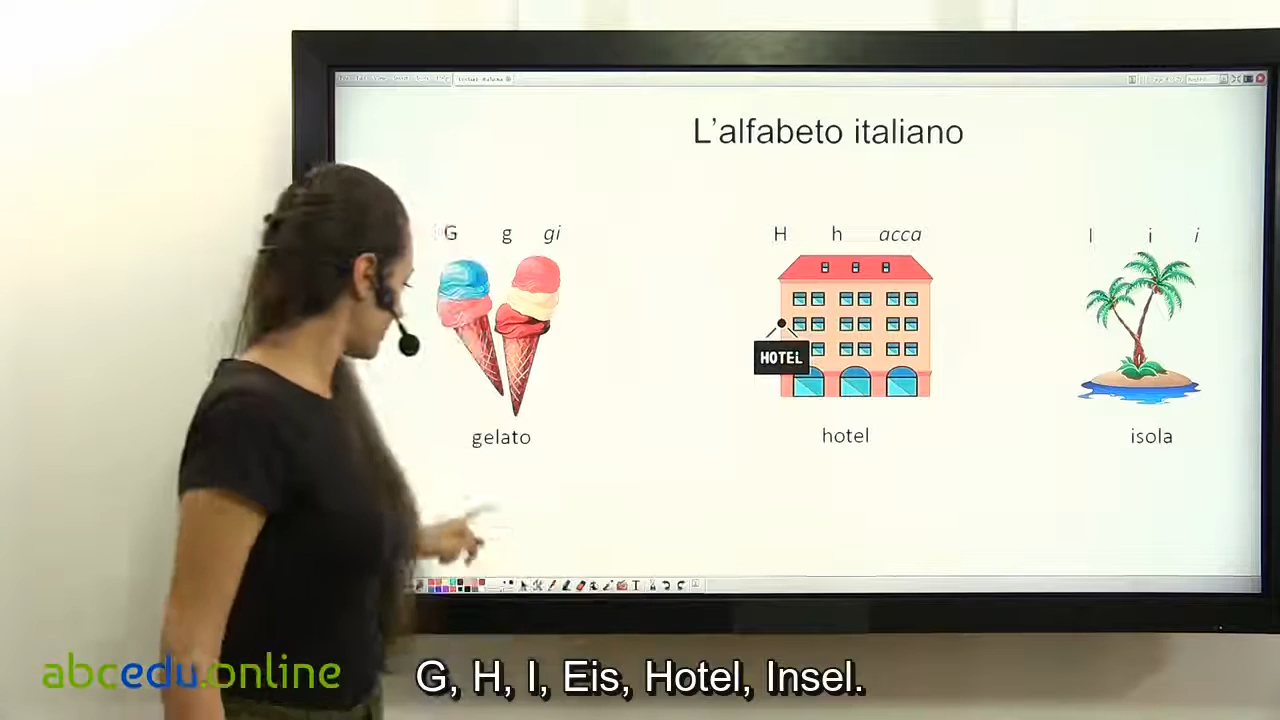 L'alfabeto italiano
G g gi
H h acca
I i i
HOTEL
gelato
hotel
isola
abcedu.online
G, H, I, Eis, Hotel, Insel.